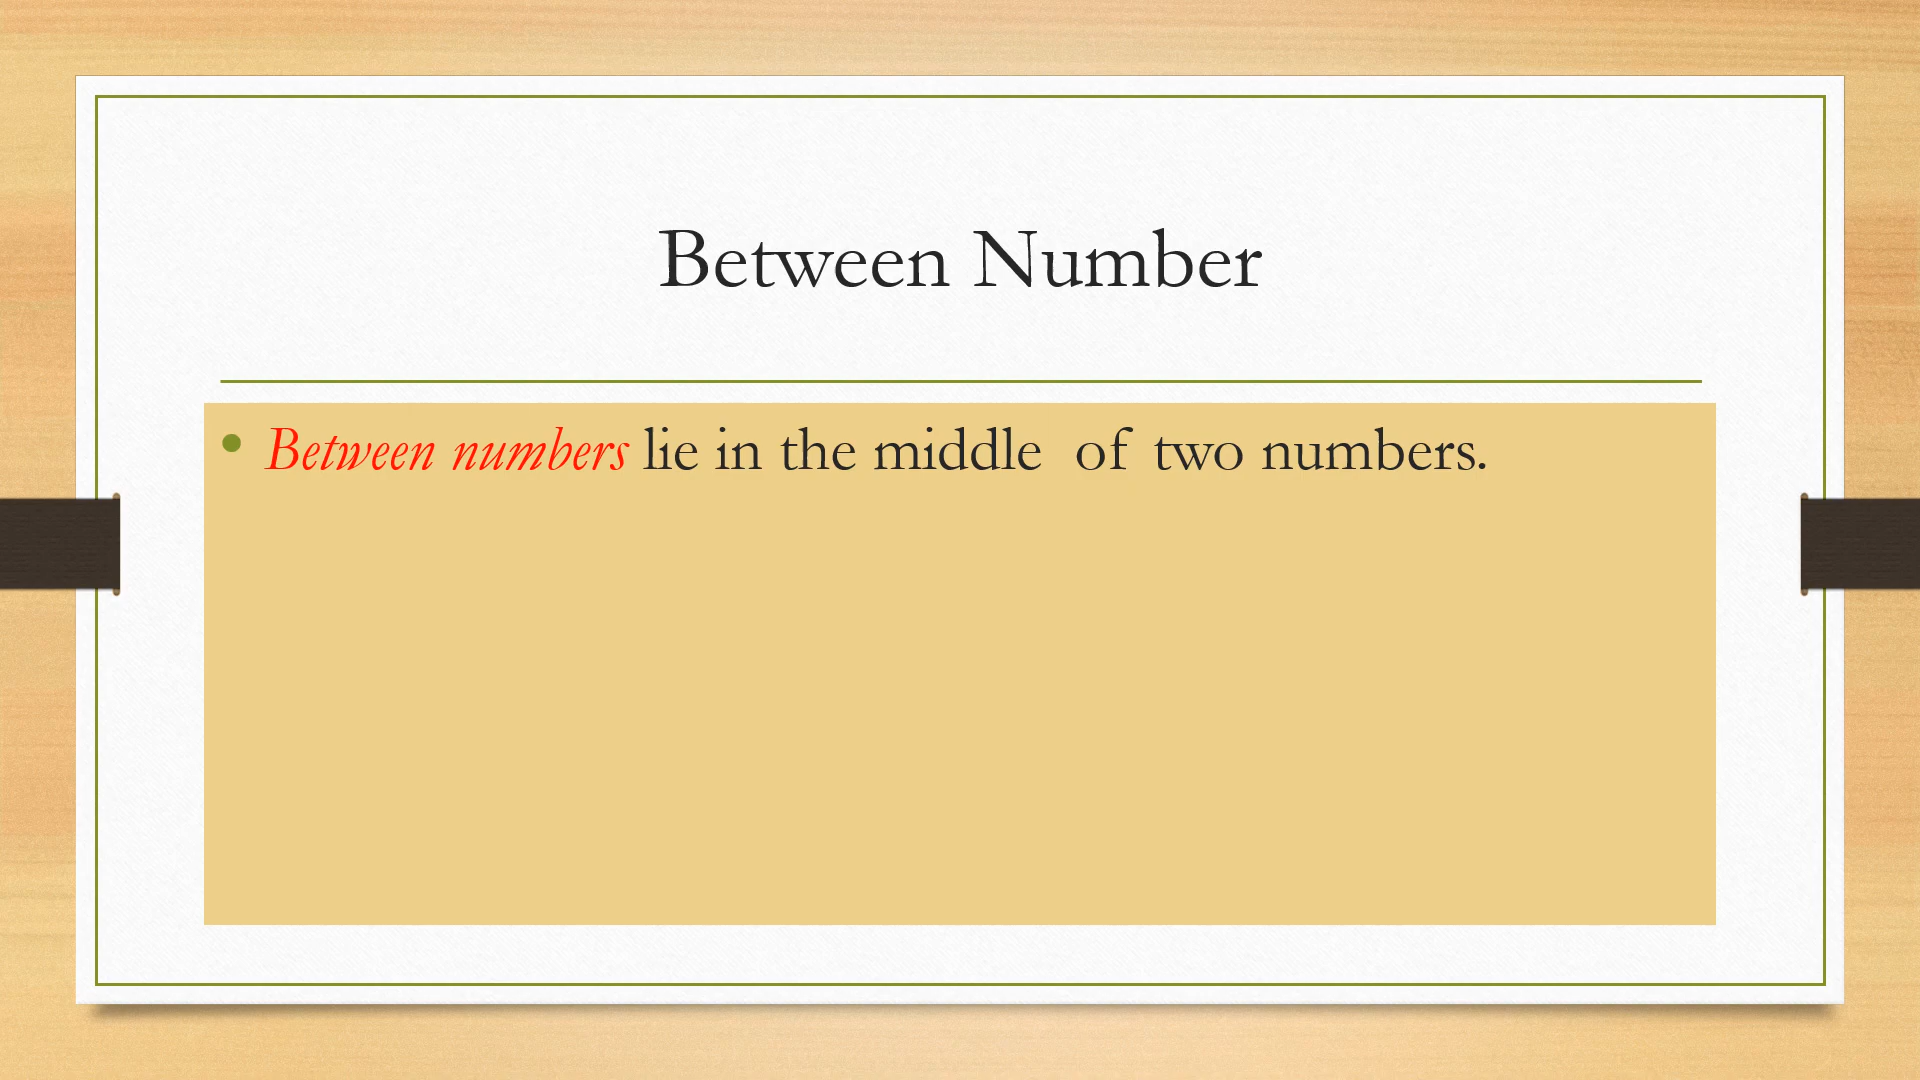 Between Number
• Between numbers lie in the middle  of two numbers.